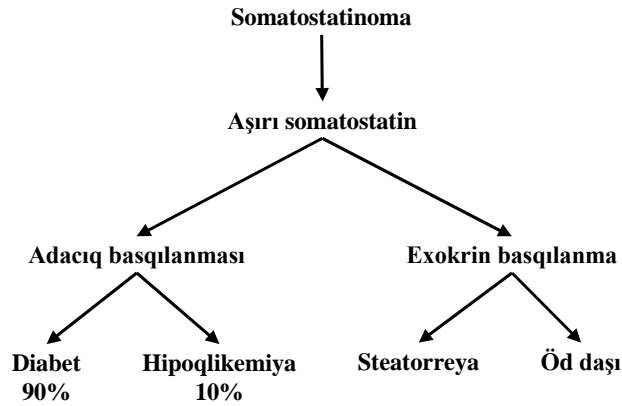 Somatostatinoma
Aşırı somatostatin
Adacıq basqılanması
Exokrin basqılanma
Diabet
90%
Hipoqlikemiya
10%
Steatorreya
Öd daşı